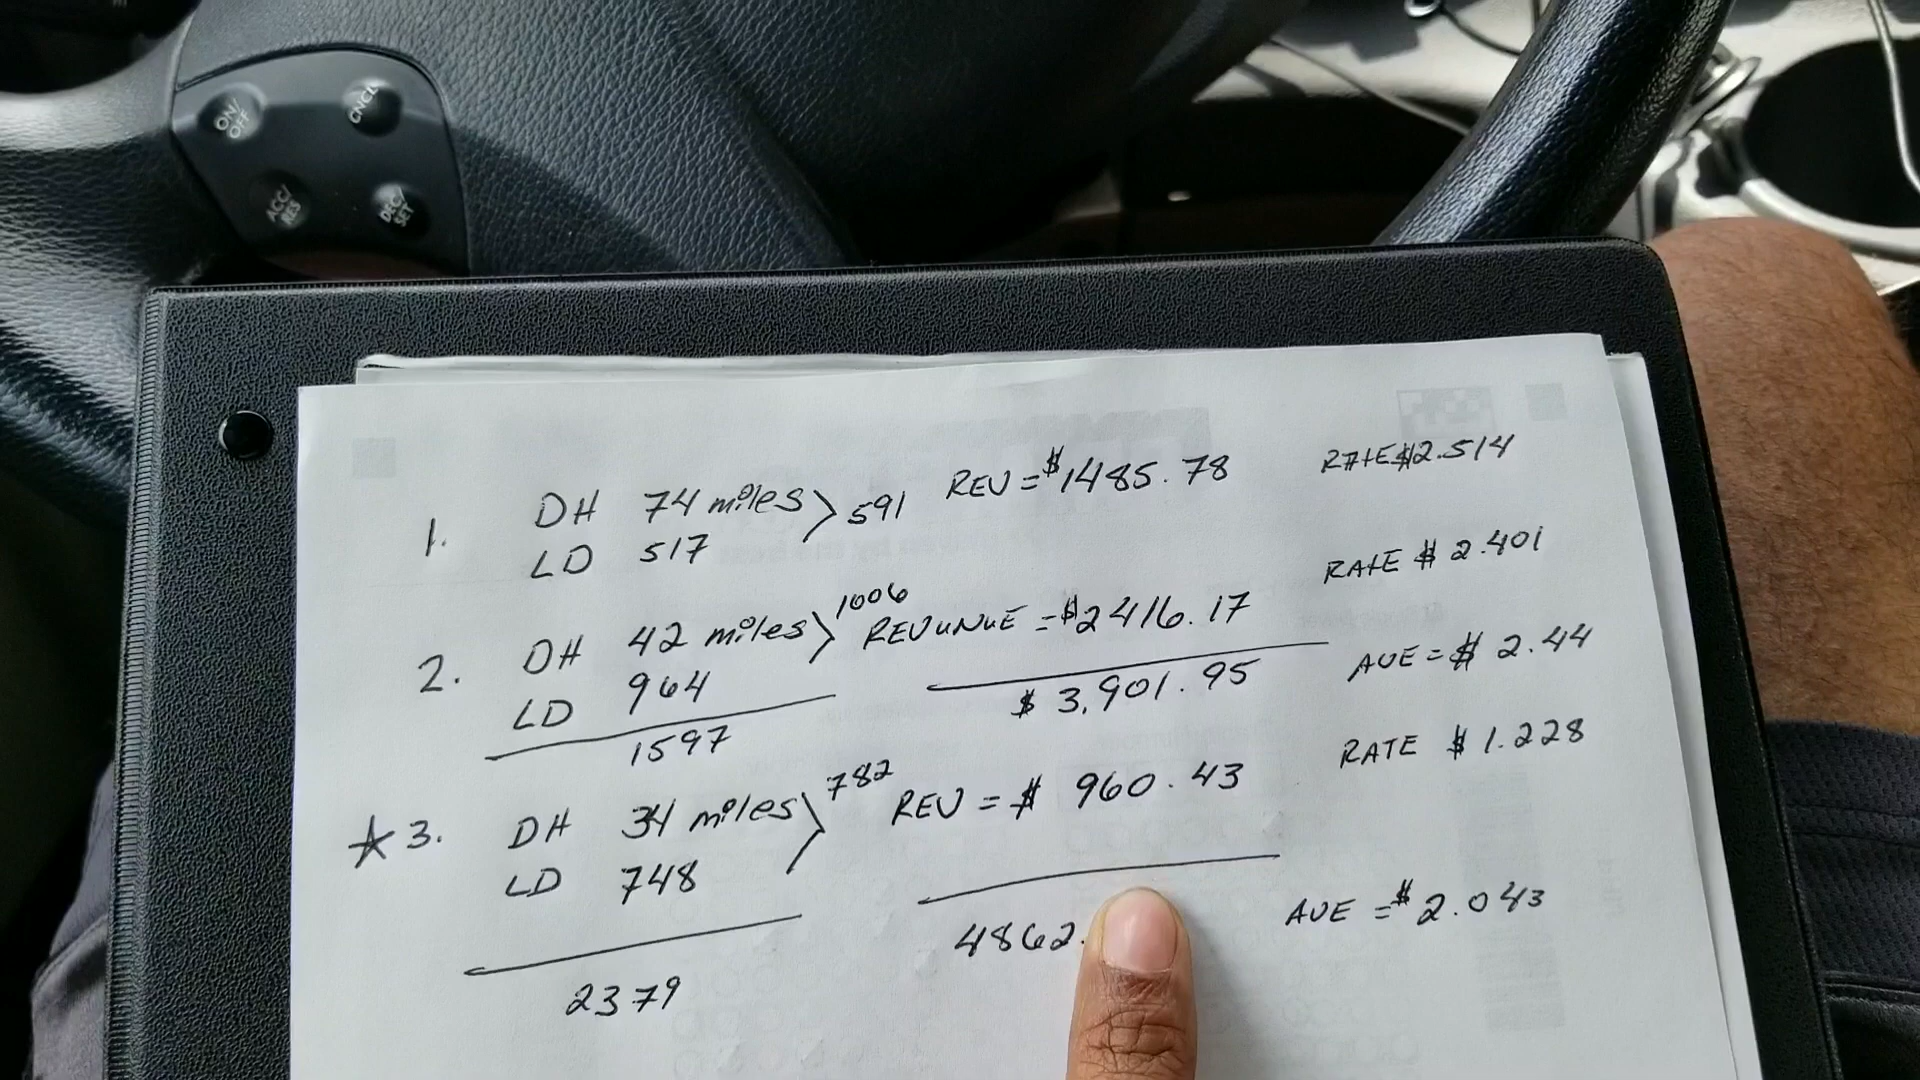 ON/OFF
CNCL
ACC/RES
DEC/SET
1. DH 74 miles > 591 REV = $1485.78 RATE $2.514
LD 517
2. DH 42 miles > 1006 REVUNUE = $2416.17 RATE $2.401
LD 964
1597 $3,901.95 AVE = $2.44
★ 3. DH 34 miles > 782 REV = $960.43 RATE $1.228
LD 748
2379 4862. AVE = $2.043